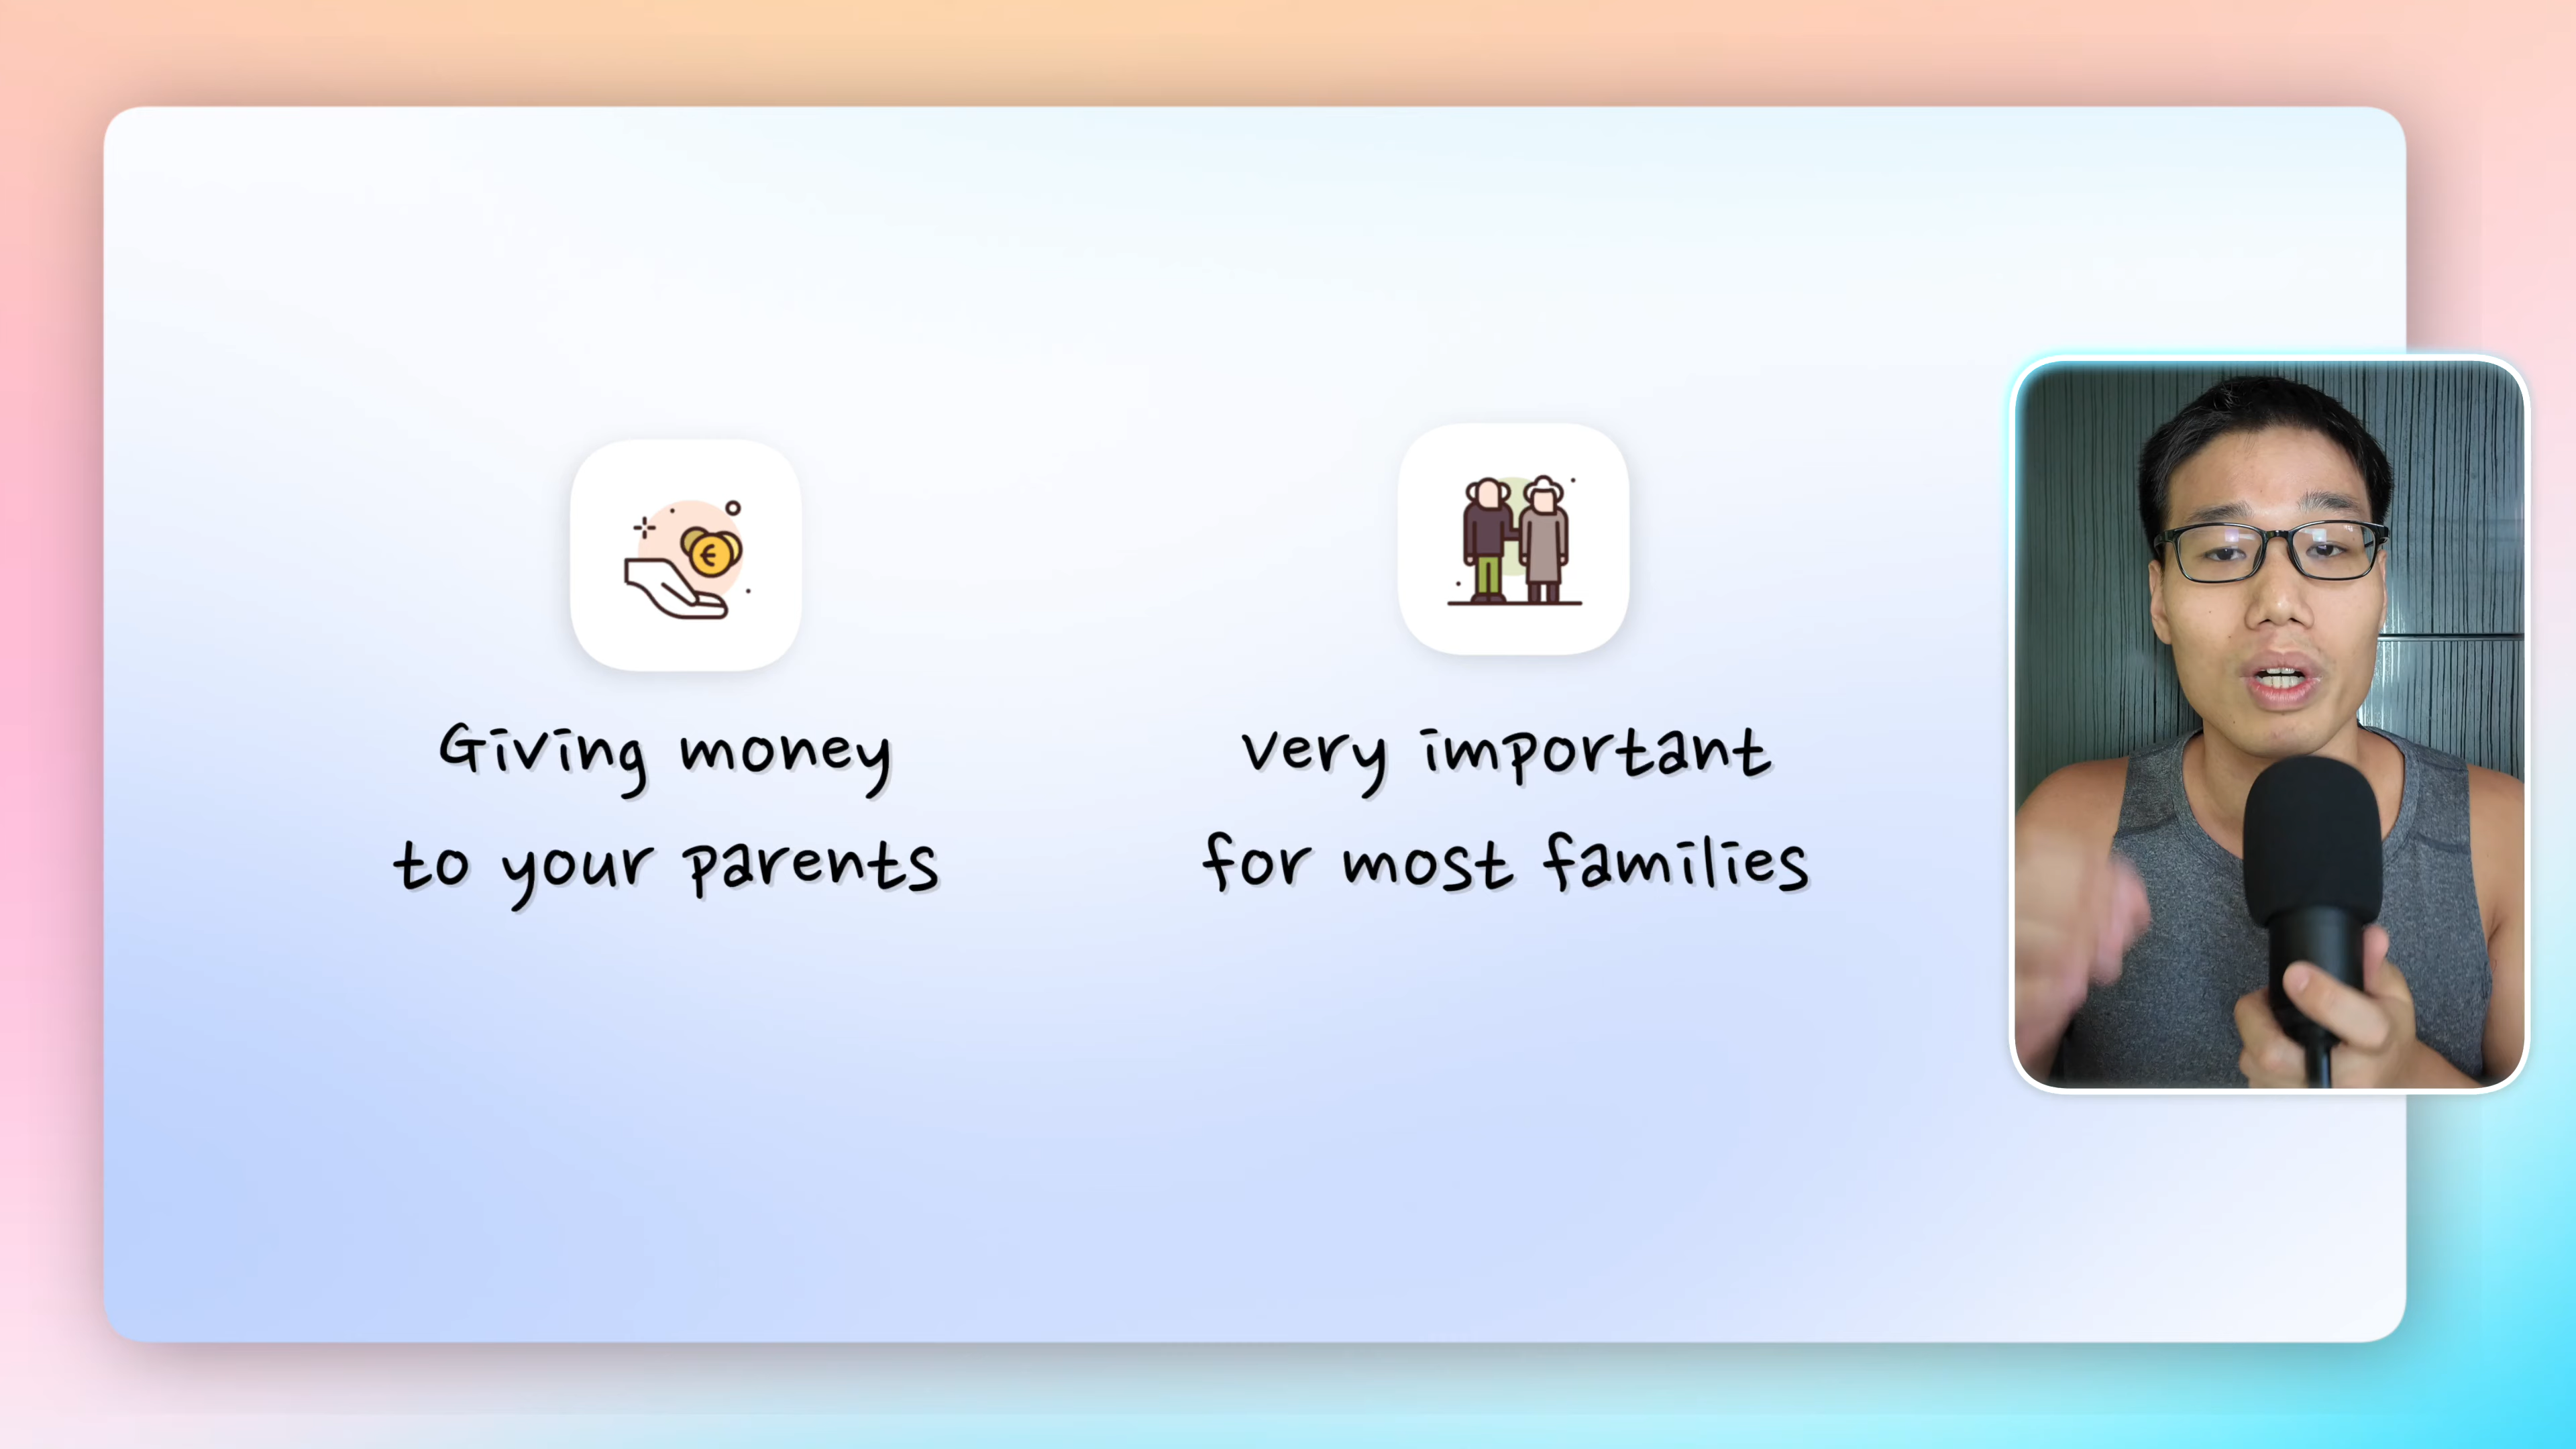 Giving money
to your parents
very important
for most families
€